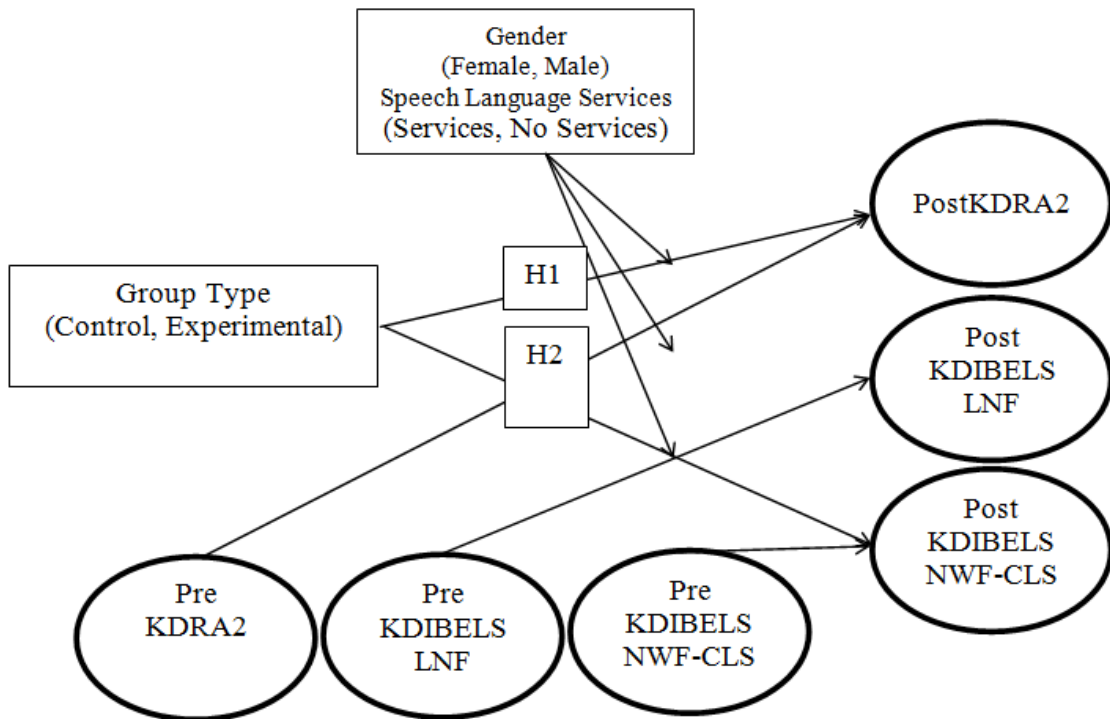 Gender
(Female, Male)
Speech Language Services
(Services, No Services)
PostKDRA2
H1
Group Type
(Control, Experimental)
H2
Post
KDIBELS
LNF
Post
KDIBELS
NWF-CLS
Pre
KDRA2
Pre
KDIBELS
LNF
Pre
KDIBELS
NWF-CLS